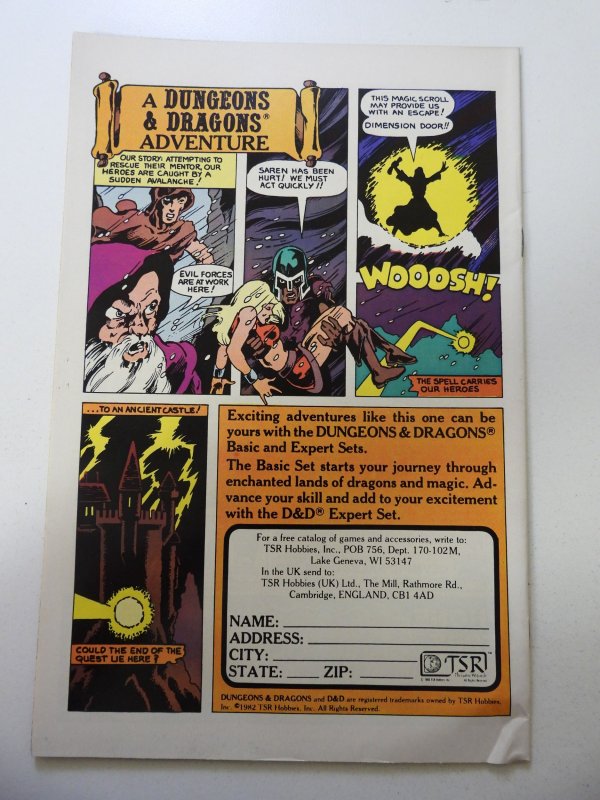 A DUNGEONS
& DRAGONS®
ADVENTURE
OUR STORY: ATTEMPTING TO
RESCUE THEIR MENTOR, OUR
HEROES ARE CAUGHT BY A
SUDDEN AVALANCHE!
EVIL FORCES
ARE AT WORK
HERE!
SAREN HAS BEEN
HURT! WE MUST
ACT QUICKLY!!
THIS MAGIC SCROLL
MAY PROVIDE US
WITH AN ESCAPE!
DIMENSION DOOR!!
WOOOSH!
THE SPELL CARRIES
OUR HEROES
...TO AN ANCIENT CASTLE!
COULD THE END OF THE
QUEST LIE HERE?
Exciting adventures like this one can be
yours with the DUNGEONS & DRAGONS®
Basic and Expert Sets.
The Basic Set starts your journey through
enchanted lands of dragons and magic. Ad-
vance your skill and add to your excitement
with the D&D® Expert Set.
For a free catalog of games and accessories, write to:
TSR Hobbies, Inc., POB 756, Dept. 170-102M,
Lake Geneva, WI 53147
In the UK send to:
TSR Hobbies (UK) Ltd., The Mill, Rathmore Rd.,
Cambridge, ENGLAND, CB1 4AD
NAME:
ADDRESS:
CITY:
STATE: ZIP:
TSR
DUNGEONS & DRAGONS and D&D are registered trademarks owned by TSR Hobbies,
Inc. ©1982 TSR Hobbies, Inc. All Rights Reserved.